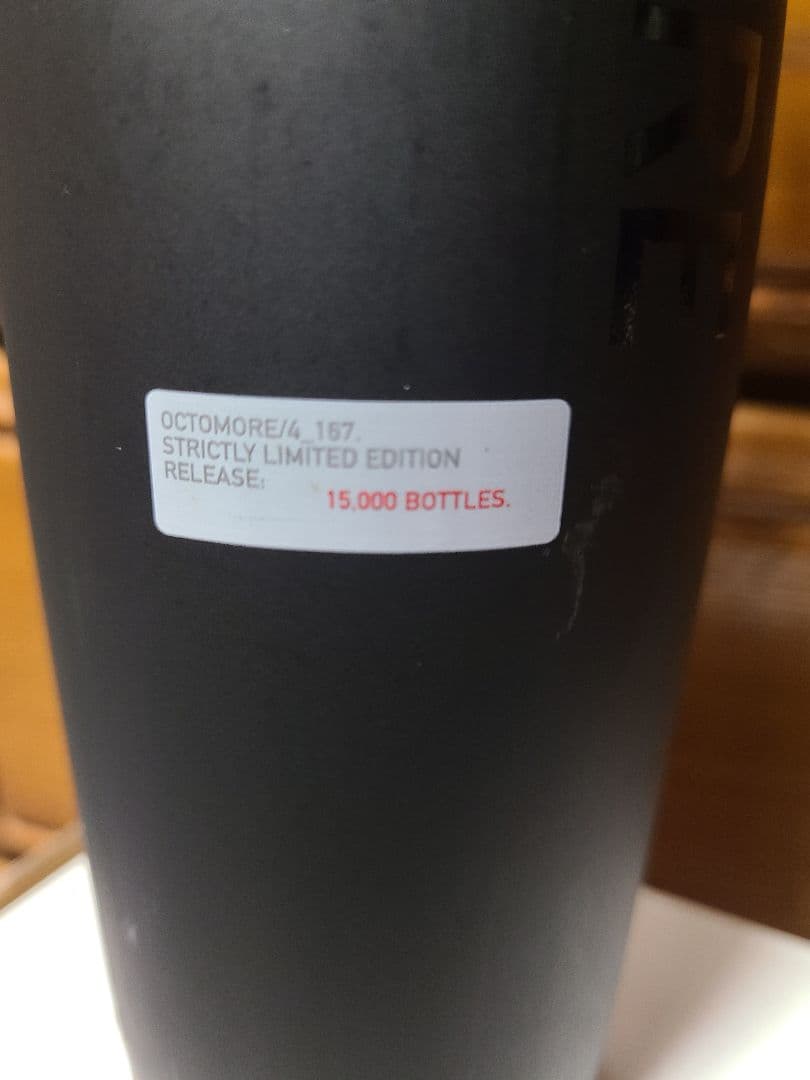 OCTOMORE/4_167.
STRICTLY LIMITED EDITION
RELEASE:
15,000 BOTTLES.